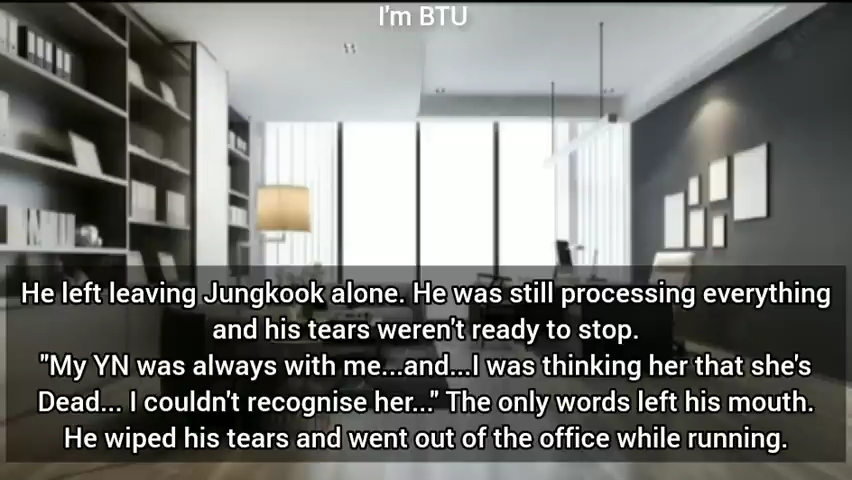 I'm BTU
He left leaving Jungkook alone. He was still processing everything
and his tears weren't ready to stop.
"My YN was always with me...and...I was thinking her that she's
Dead... I couldn't recognise her..." The only words left his mouth.
He wiped his tears and went out of the office while running.